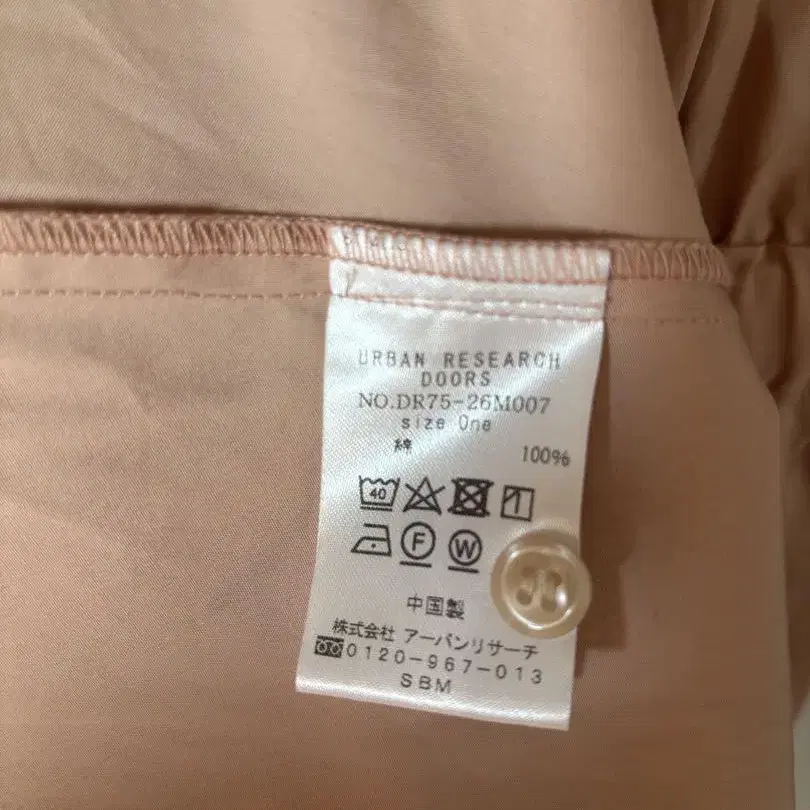 URBAN RESEARCH
DOORS
NO.DR75-26M007
size One
綿 100%
40
F W
中国製
株式会社 アーバンリサーチ
0120-967-013
SBM